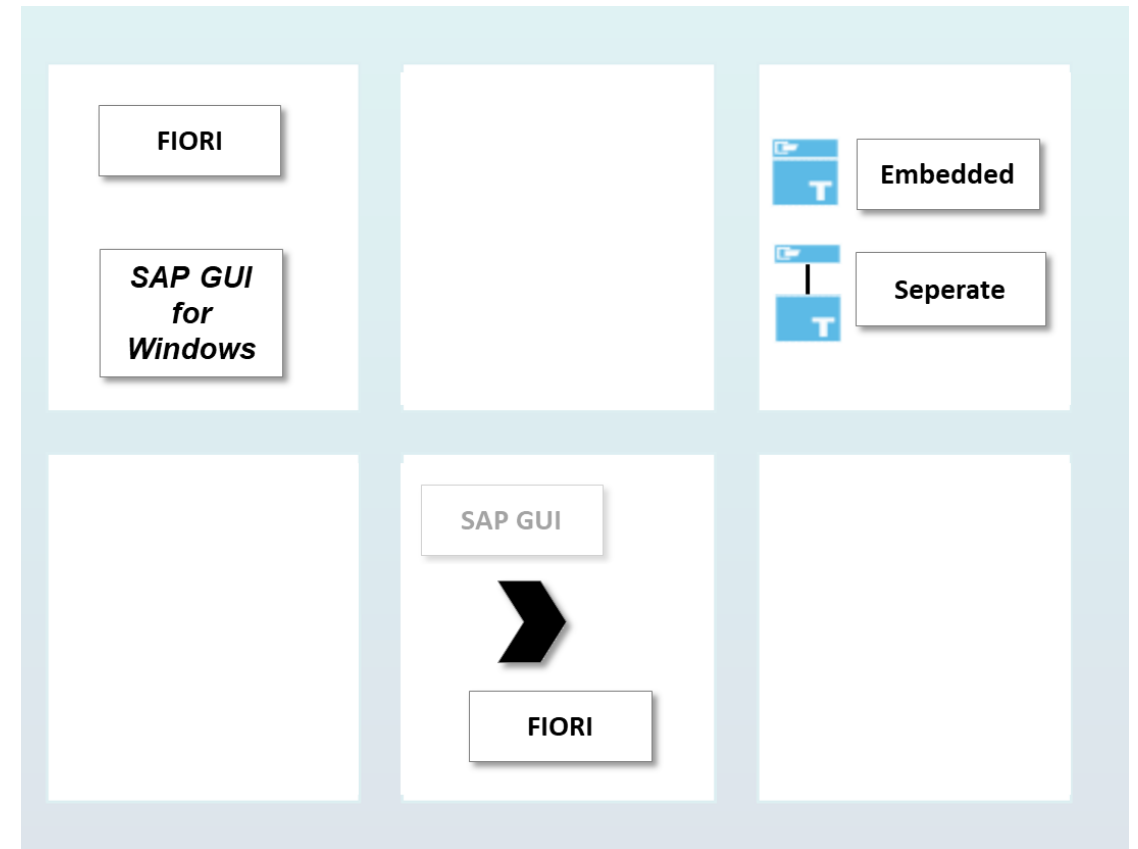 FIORI
SAP GUI
for
Windows
T
Embedded
T
Seperate
SAP GUI
FIORI